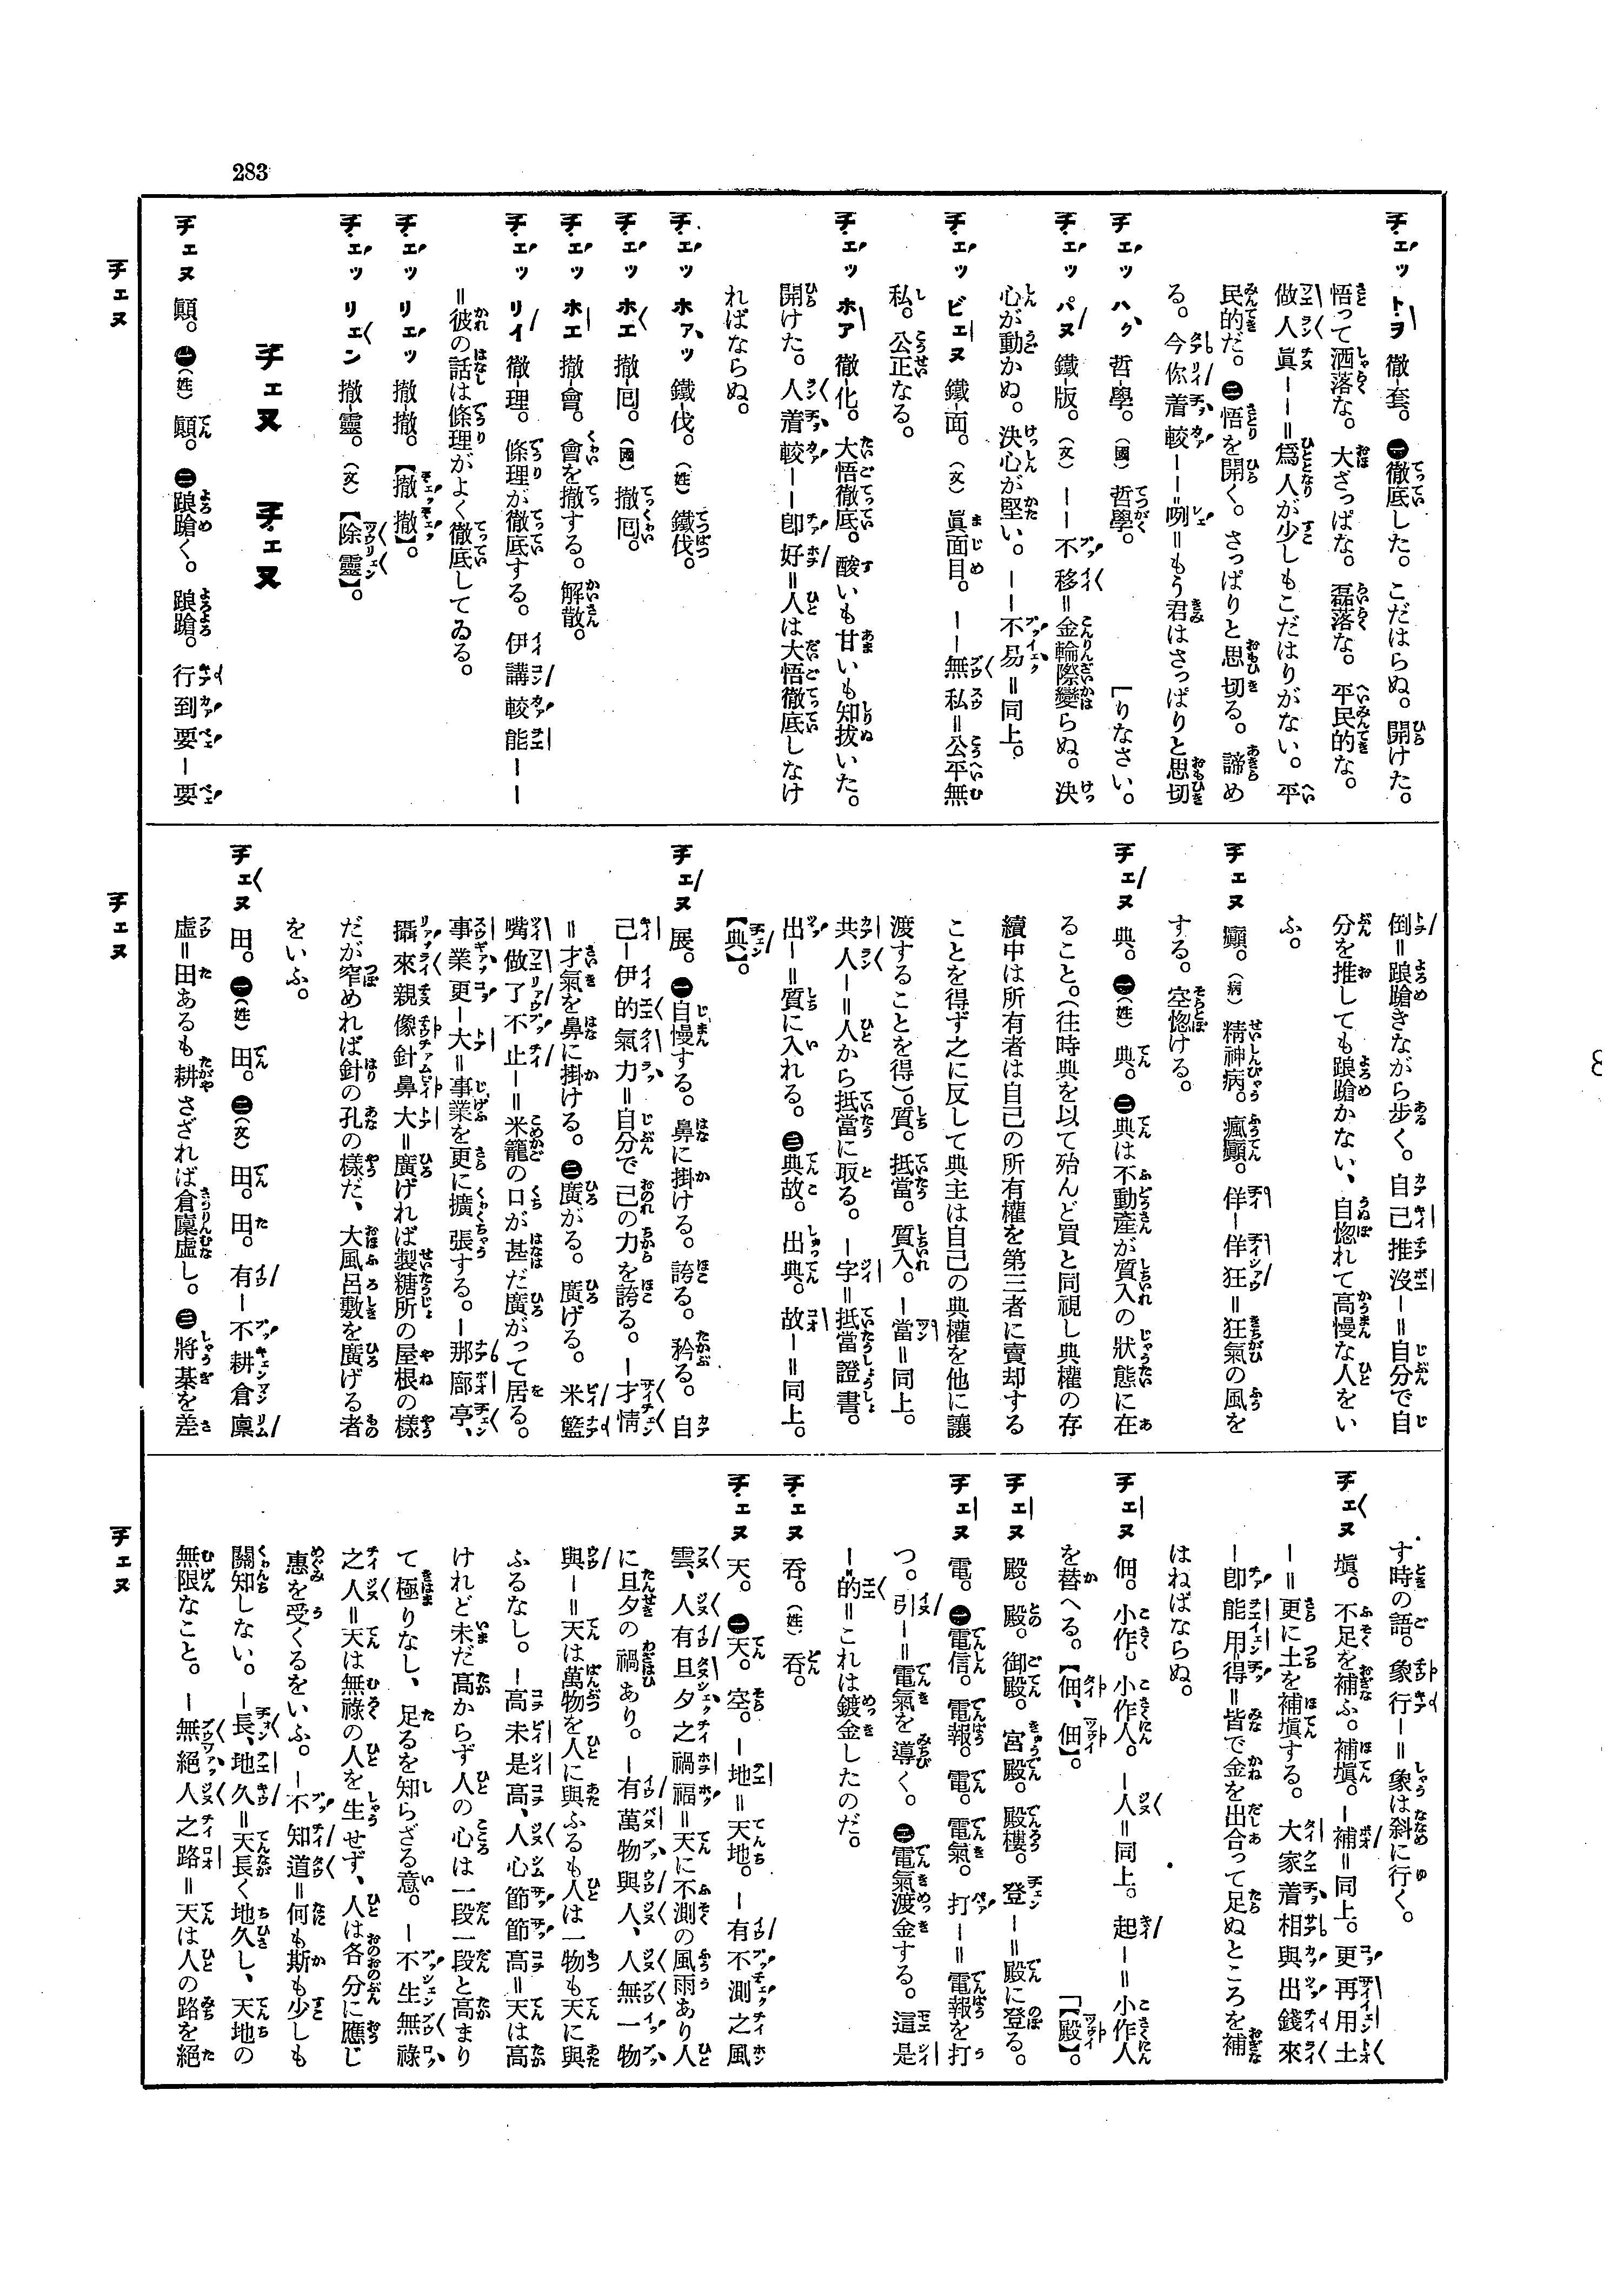 283
チェッ トヲ 徹-套。㊀徹底した。こだはらぬ。開けた。
悟って洒落な。大ざっぱな。磊落な。平民的な。
做人眞――＝爲人が少しもこだはりがない。平
民的だ。㊁悟を開く。さっぱりと思切る。諦め
る。今你着較――咧＝もう君はさっぱりと思切
チェッ ハク 哲-學。(國) 哲學。 ［りなさい。
チェッ パヌ 鐵-版。(文) ――不移＝金輪際變らぬ。決
心が動かぬ。決心が堅い。――不易＝同上。
チェッ ビェヌ 鐵-面。(文) 眞面目。――無私＝公平無
私。公正なる。
チェッ ホア 徹-化。大悟徹底。酸いも甘いも知拔いた。
開けた。人着較――卽好＝人は大悟徹底しなけ
ればならぬ。
チェッ ホァッ 鐵-伐。(姓) 鐵伐。
チェッ ホエ 撤-囘。(國) 撤囘。
チェッ ホエ 撤-會。會を撤する。解散。
チェッ リイ 徹-理。條理が徹底する。伊講較能――
＝彼の話は條理がよく徹底してゐる。
チェッ リェッ 撤-撤。【撤撤】。
チェッ リェン 撤-靈。(文)【除靈】。
チェヌ チェヌ
チェヌ 顚。㊀(姓) 顚。㊁踉蹌く。踉蹌。行到要―要
倒＝踉蹌きながら步く。自己推沒―＝自分で自
分を推しても踉蹌かない、自惚れて高慢な人をい
ふ。
チェヌ 癲。(病) 精神病。瘋癲。佯―佯狂＝狂氣の風を
する。空惚ける。
チェヌ 典。㊀(姓) 典。㊁典は不動產が質入の狀態に在
ること。(往時典を以て殆んど買と同視し典權の存
續中は所有者は自己の所有權を第三者に賣却する
ことを得ず之に反して典主は自己の典權を他に讓
渡することを得)。質。抵當。質入。―當＝同上。
共人―＝人から抵當に取る。―字＝抵當證書。
出―＝質に入れる。㊂典故。出典。故―＝同上。
【典】。
チェヌ 展。㊀自慢する。鼻に掛ける。誇る。矜る。自
己―伊的氣力＝自分で己の力を誇る。―才情
＝才氣を鼻に掛ける。㊁廣がる。廣げる。米籃
嘴做了不止―＝米籠の口が甚だ廣がって居る。
事業更―大＝事業を更に擴張する。―那廍亭、
攝來親像針鼻大＝廣げれば製糖所の屋根の樣
だが窄めれば針の孔の樣だ、大風呂敷を廣げる者
をいふ。
チェヌ 田。㊀(姓) 田。㊁(文) 田。田。有―不耕倉廩
虛＝田あるも耕さざれば倉廩虛し。㊂將棊を差
す時の語。象行―＝象は斜に行く。
チェヌ 塡。不足を補ふ。補塡。―補＝同上。更再用土
―＝更に土を補塡する。大家着相與出錢來
―卽能用得＝皆で金を出合って足ぬところを補
はねばならぬ。
チェヌ 佃。小作。小作人。―人＝同上。起―＝小作人
を替へる。【佃、佃】。 ［【殿】。
チェヌ 殿。殿。御殿。宮殿。殿樓。登―＝殿に登る。
チェヌ 電。㊀電信。電報。電。電氣。打―＝電報を打
つ。引―＝電氣を導く。㊁電氣渡金する。這是
―的＝これは鍍金したのだ。
チェヌ 吞。(姓) 吞。
チェヌ 天。㊀天。空。―地＝天地。―有不測之風
雲、人有旦夕之禍福＝天に不測の風雨あり人
に旦夕の禍あり。―有萬物與人、人無一物
與―＝天は萬物を人に與ふるも人は一物も天に與
ふるなし。―高未是高、人心節節高＝天は高
けれど未だ高からず人の心は一段一段と高まり
て極りなし、足るを知らざる意。―不生無祿
之人＝天は無祿の人を生せず、人は各分に應じ
惠を受くるをいふ。―不知道＝何も斯も少しも
關知しない。―長、地久＝天長く地久し、天地の
無限なこと。―無絕人之路＝天は人の路を絕
チェヌ
チェヌ
チェヌ